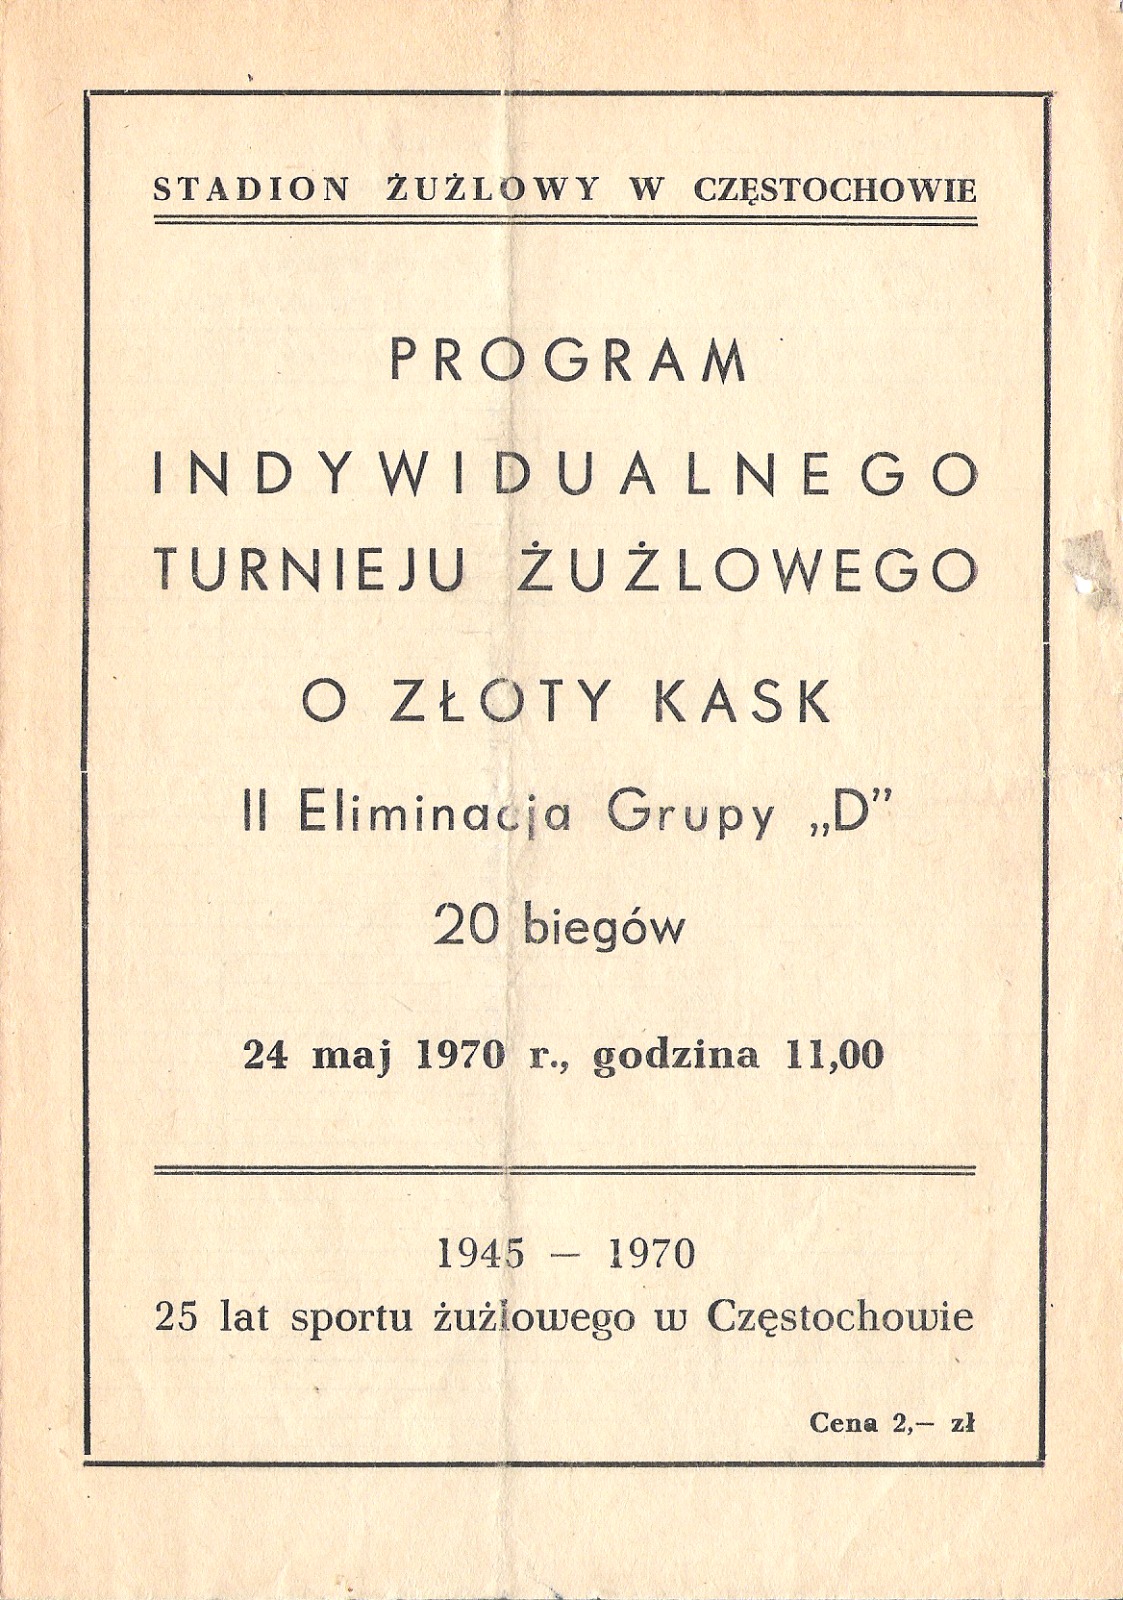 STADION ŻUŻLOWY W CZĘSTOCHOWIE
PROGRAM
INDYWIDUALNEGO
TURNIEJU ŻUŻLOWEGO
O ZŁOTY KASK
II Eliminacja Grupy „D”
20 biegów
24 maj 1970 r., godzina 11,00
1945 — 1970
25 lat sportu żużlowego w Częstochowie
Cena 2,— zł